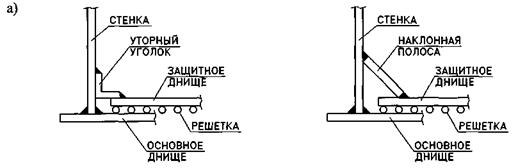 а)
СТЕНКА
УТОРНЫЙ
УГОЛОК
ЗАЩИТНОЕ
ДНИЩЕ
РЕШЕТКА
ОСНОВНОЕ
ДНИЩЕ
СТЕНКА
НАКЛОННАЯ
ПОЛОСА
ЗАЩИТНОЕ
ДНИЩЕ
РЕШЕТКА
ОСНОВНОЕ
ДНИЩЕ